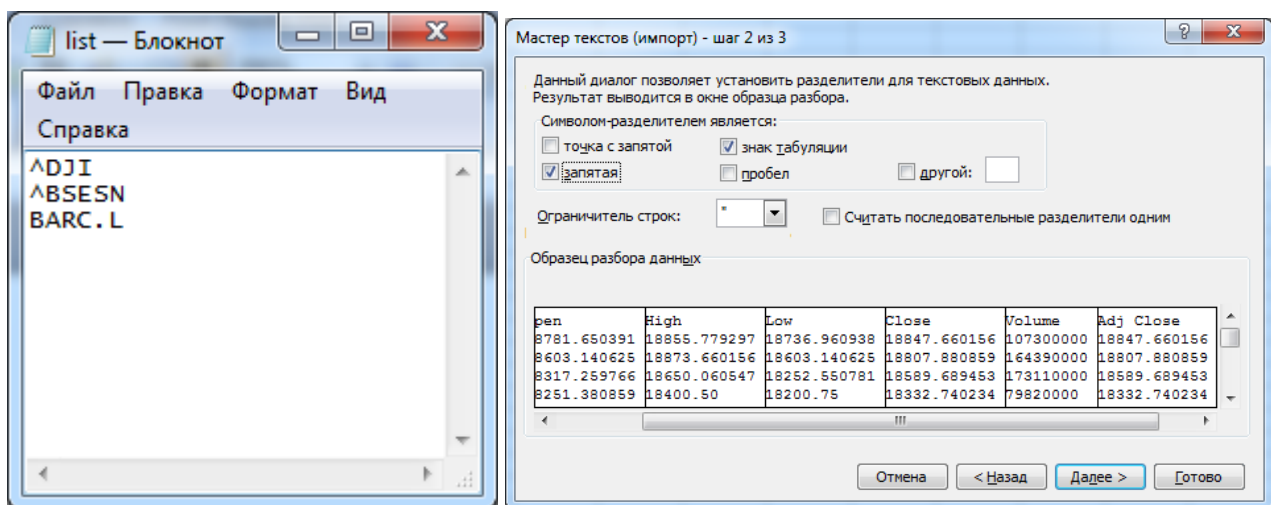 list — Блокнот
Файл Правка Формат Вид
Справка
^DJI
^BSESN
BARC.L
Мастер текстов (импорт) - шаг 2 из 3
Данный диалог позволяет установить разделители для текстовых данных.
Результат выводится в окне образца разбора.
Символом-разделителем является:
точка с запятой знак табуляции
запятая пробел другой:
Ограничитель строк: " Считать последовательные разделители одним
Образец разбора данных
pen High Low Close Volume Adj Close
8781.650391 18855.779297 18736.960938 18847.660156 107300000 18847.660156
8603.140625 18873.660156 18603.140625 18807.880859 164390000 18807.880859
8317.259766 18650.060547 18252.550781 18589.689453 173110000 18589.689453
8251.380859 18400.50 18200.75 18332.740234 79820000 18332.740234
Отмена < Назад Далее > Готово